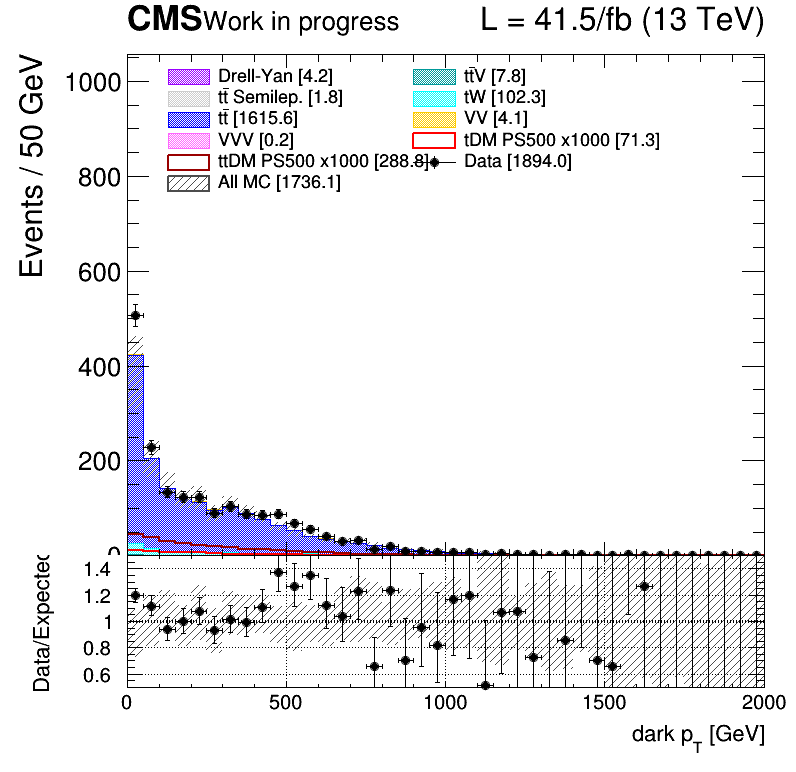 CMS Work in progress L = 41.5/fb (13 TeV)
Events / 50 GeV
1000
800
600
400
200
0
Drell-Yan [4.2]
tt̄V [7.8]
tt̄ Semilep. [1.8]
tW [102.3]
tt̄ [1615.6]
VV [4.1]
VVV [0.2]
tDM PS500 x1000 [71.3]
ttDM PS500 x1000 [288.8]
Data [1894.0]
All MC [1736.1]
Data/Expected
1.4
1.2
1
0.8
0.6
0 500 1000 1500 2000
dark p_T [GeV]